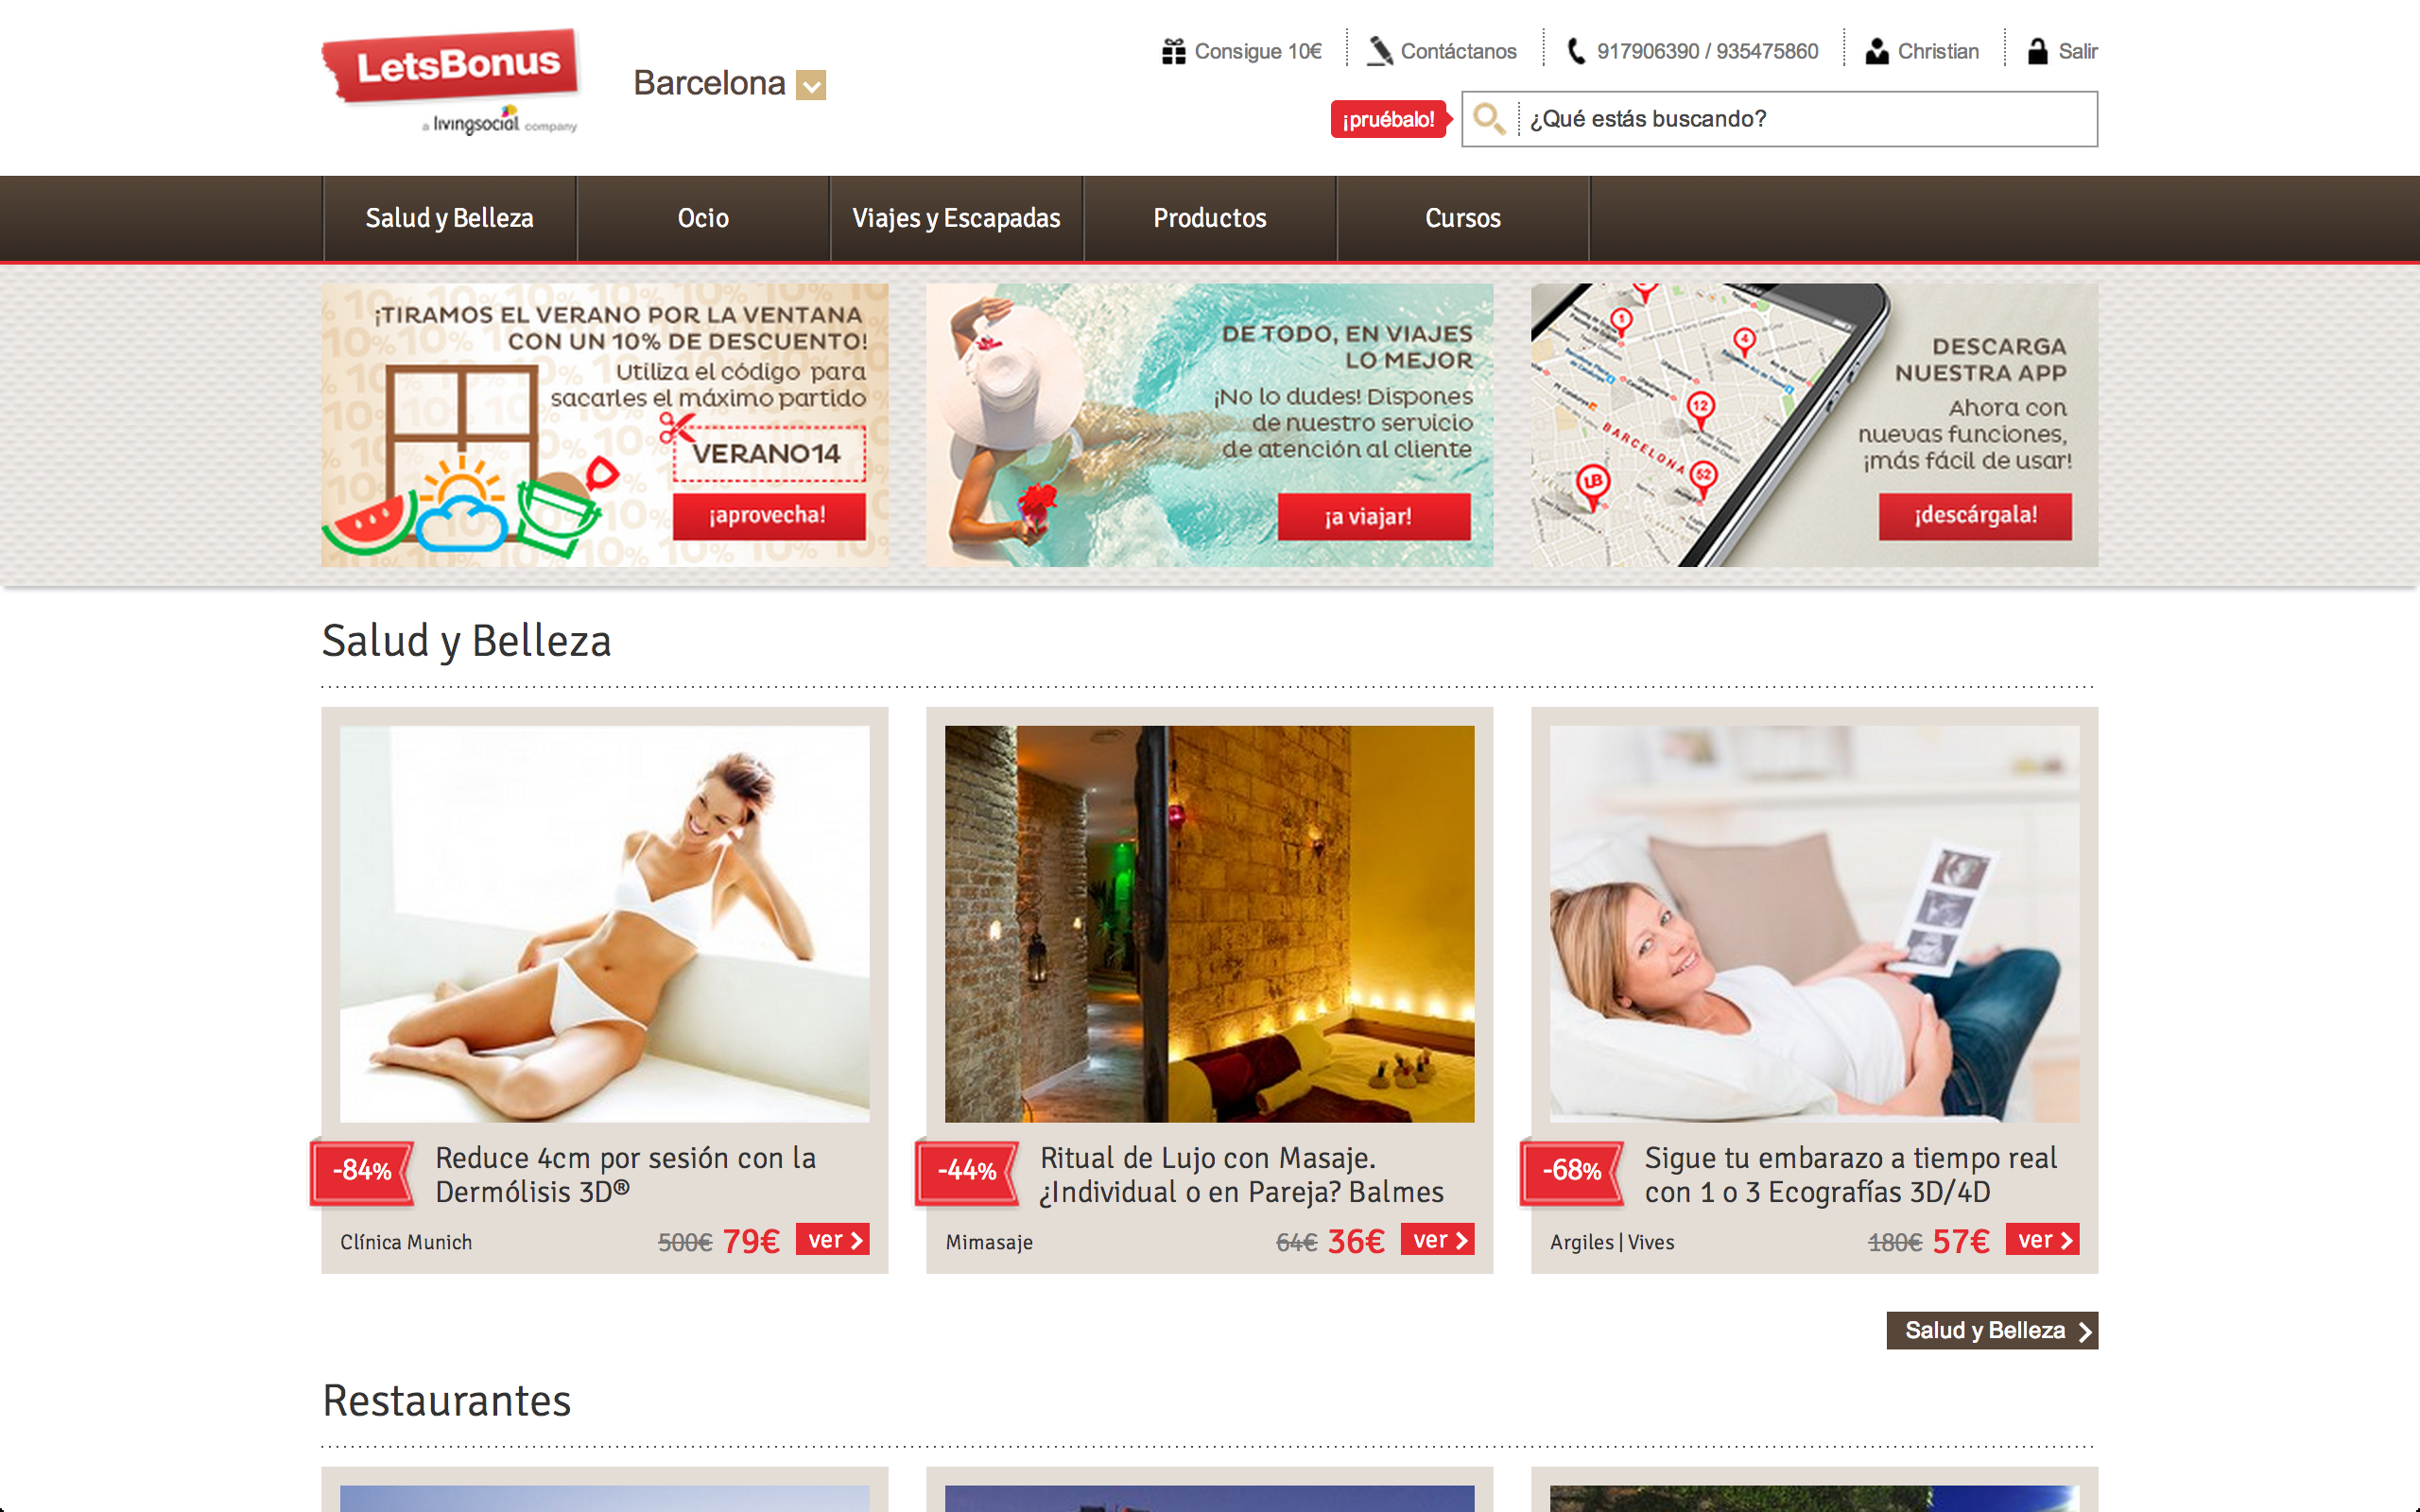 LetsBonus
a livingsocial company
Barcelona
Consigue 10€
Contáctanos
917906390 / 935475860
Christian
Salir
¡pruébalo!
¿Qué estás buscando?
Salud y Belleza
Ocio
Viajes y Escapadas
Productos
Cursos
¡TIRAMOS EL VERANO POR LA VENTANA
CON UN 10% DE DESCUENTO!
Utiliza el código para
sacarles el máximo partido
VERANO14
¡aprovecha!
DE TODO, EN VIAJES
LO MEJOR
¡No lo dudes! Dispones
de nuestro servicio
de atención al cliente
¡a viajar!
1
4
12
52
LB
BARCELONA
DESCARGA
NUESTRA APP
Ahora con
nuevas funciones,
¡más fácil de usar!
¡descárgala!
Salud y Belleza
-84%
Reduce 4cm por sesión con la
Dermólisis 3D®
Clínica Munich
500€ 79€
ver
-44%
Ritual de Lujo con Masaje.
¿Individual o en Pareja? Balmes
Mimasaje
64€ 36€
ver
-68%
Sigue tu embarazo a tiempo real
con 1 o 3 Ecografías 3D/4D
Argiles | Vives
180€ 57€
ver
Salud y Belleza
Restaurantes